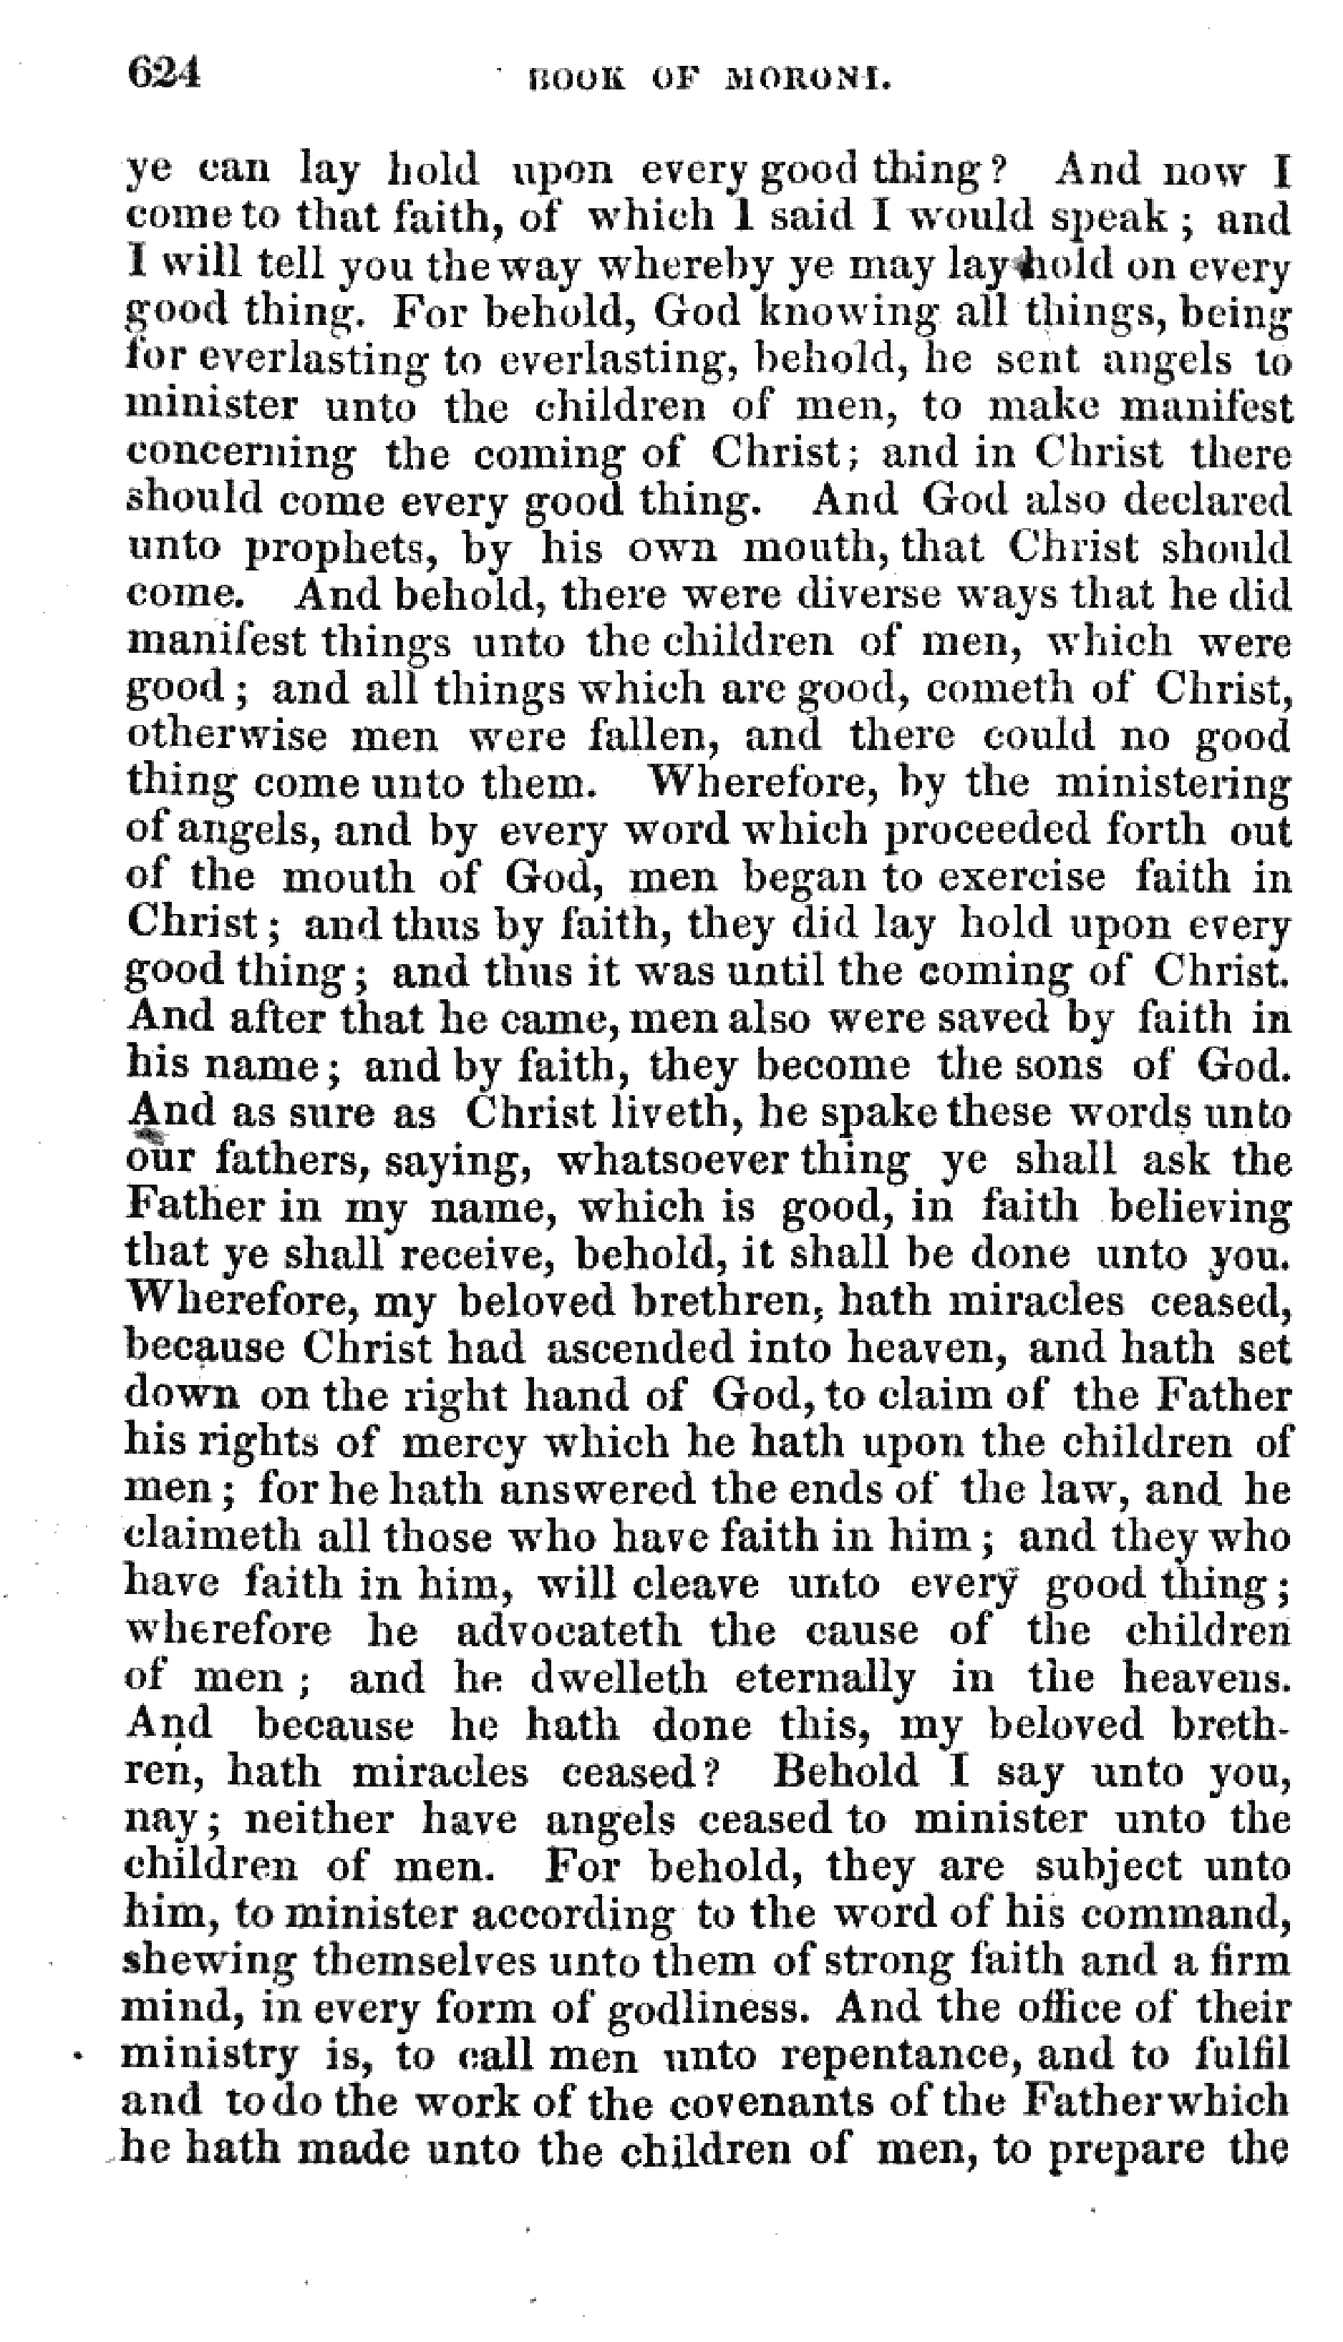 624 BOOK OF MORONI.
ye can lay hold upon every good thing? And now I
come to that faith, of which I said I would speak; and
I will tell you the way whereby ye may lay hold on every
good thing. For behold, God knowing all things, being
for everlasting to everlasting, behold, he sent angels to
minister unto the children of men, to make manifest
concerning the coming of Christ; and in Christ there
should come every good thing. And God also declared
unto prophets, by his own mouth, that Christ should
come. And behold, there were diverse ways that he did
manifest things unto the children of men, which were
good; and all things which are good, cometh of Christ,
otherwise men were fallen, and there could no good
thing come unto them. Wherefore, by the ministering
of angels, and by every word which proceeded forth out
of the mouth of God, men began to exercise faith in
Christ; and thus by faith, they did lay hold upon every
good thing; and thus it was until the coming of Christ.
And after that he came, men also were saved by faith in
his name; and by faith, they become the sons of God.
And as sure as Christ liveth, he spake these words unto
our fathers, saying, whatsoever thing ye shall ask the
Father in my name, which is good, in faith believing
that ye shall receive, behold, it shall be done unto you.
Wherefore, my beloved brethren, hath miracles ceased,
because Christ had ascended into heaven, and hath set
down on the right hand of God, to claim of the Father
his rights of mercy which he hath upon the children of
men; for he hath answered the ends of the law, and he
claimeth all those who have faith in him; and they who
have faith in him, will cleave unto every good thing;
wherefore he advocateth the cause of the children
of men; and he dwelleth eternally in the heavens.
And because he hath done this, my beloved breth-
ren, hath miracles ceased? Behold I say unto you,
nay; neither have angels ceased to minister unto the
children of men. For behold, they are subject unto
him, to minister according to the word of his command,
shewing themselves unto them of strong faith and a firm
mind, in every form of godliness. And the office of their
ministry is, to call men unto repentance, and to fulfil
and to do the work of the covenants of the Father which
he hath made unto the children of men, to prepare the